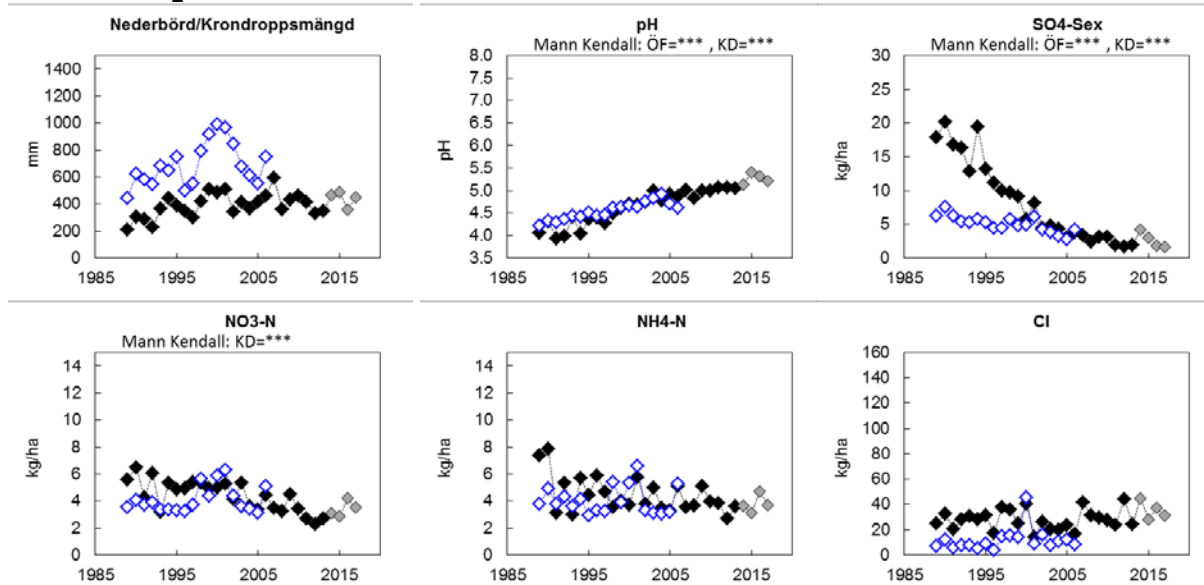 Nederbörd/Krondroppsmängd
1400
1200
1000
800
600
400
200
0
mm
1985 1995 2005 2015
pH
Mann Kendall: ÖF=*** , KD=***
8.0
7.5
7.0
6.5
6.0
5.5
5.0
4.5
4.0
3.5
pH
1985 1995 2005 2015
SO4-Sex
Mann Kendall: ÖF=*** , KD=***
30
25
20
15
10
5
0
kg/ha
1985 1995 2005 2015
NO3-N
Mann Kendall: KD=***
14
12
10
8
6
4
2
0
kg/ha
1985 1995 2005 2015
NH4-N
14
12
10
8
6
4
2
0
kg/ha
1985 1995 2005 2015
Cl
160
140
120
100
80
60
40
20
0
kg/ha
1985 1995 2005 2015